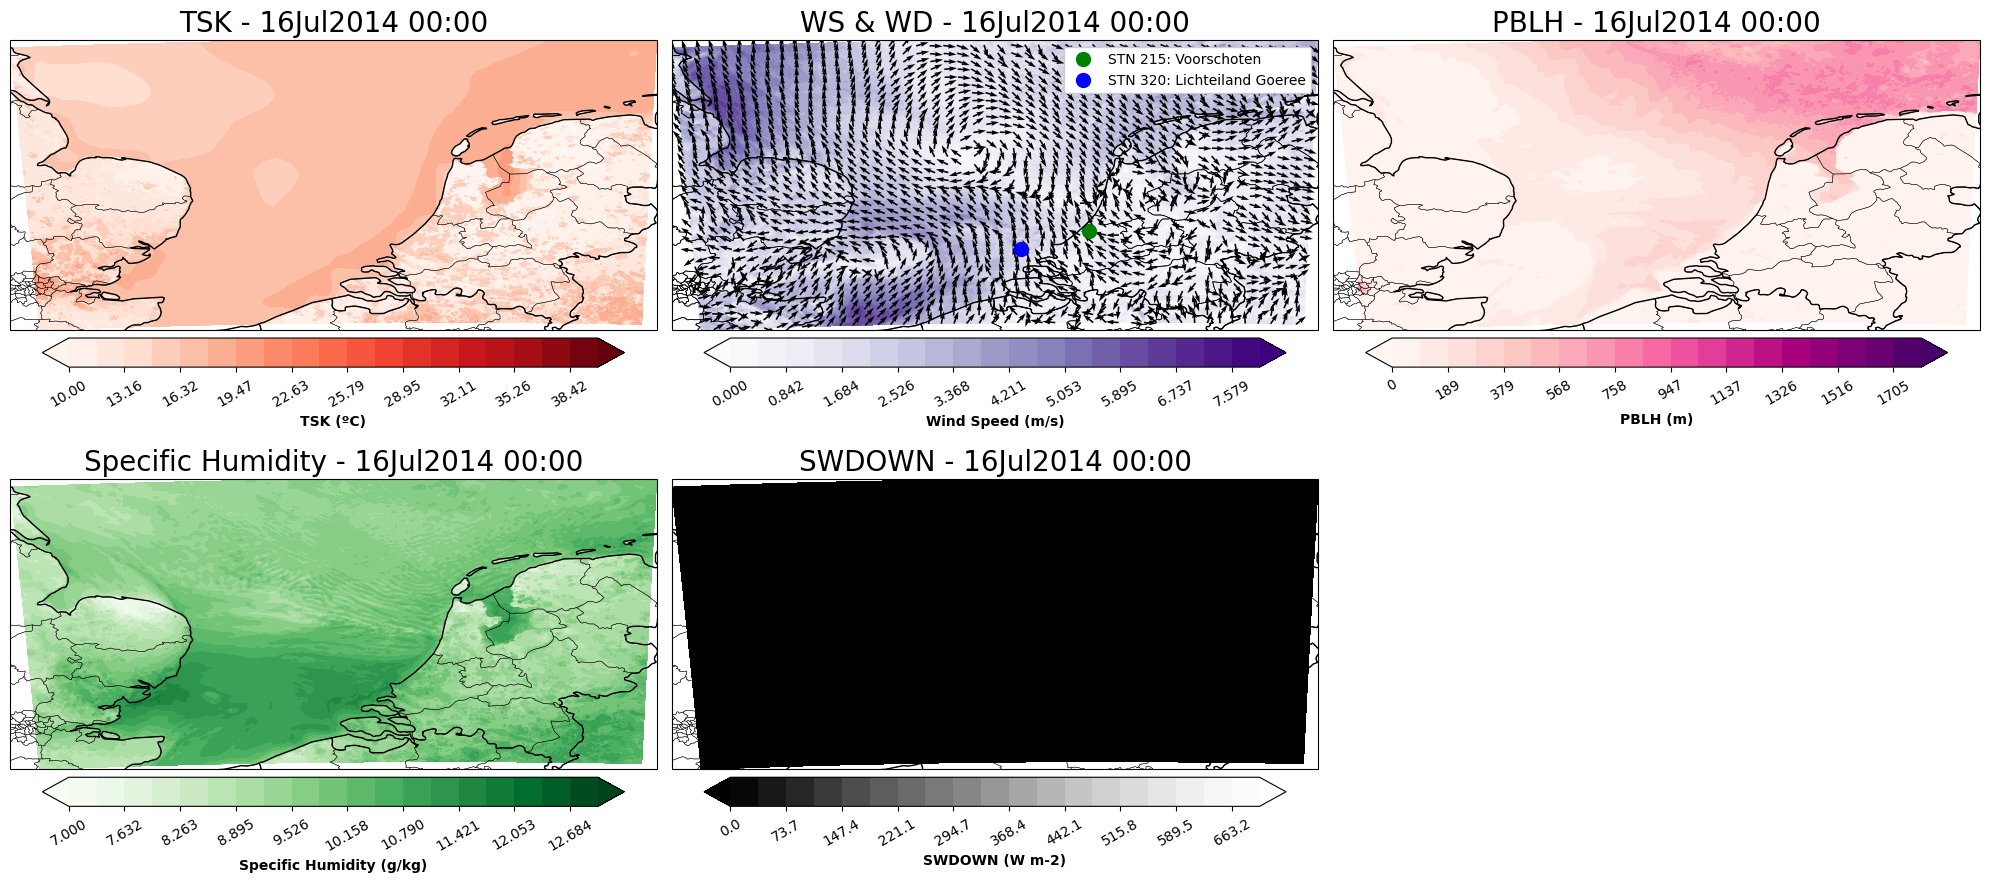 TSK - 16Jul2014 00:00
WS & WD - 16Jul2014 00:00
PBLH - 16Jul2014 00:00
STN 215: Voorschoten
STN 320: Lichteiland Goeree
10.00 13.16 16.32 19.47 22.63 25.79 28.95 32.11 35.26 38.42
TSK (ºC)
0.000 0.842 1.684 2.526 3.368 4.211 5.053 5.895 6.737 7.579
Wind Speed (m/s)
0 189 379 568 758 947 1137 1326 1516 1705
PBLH (m)
Specific Humidity - 16Jul2014 00:00
SWDOWN - 16Jul2014 00:00
7.000 7.632 8.263 8.895 9.526 10.158 10.790 11.421 12.053 12.684
Specific Humidity (g/kg)
0.0 73.7 147.4 221.1 294.7 368.4 442.1 515.8 589.5 663.2
SWDOWN (W m-2)